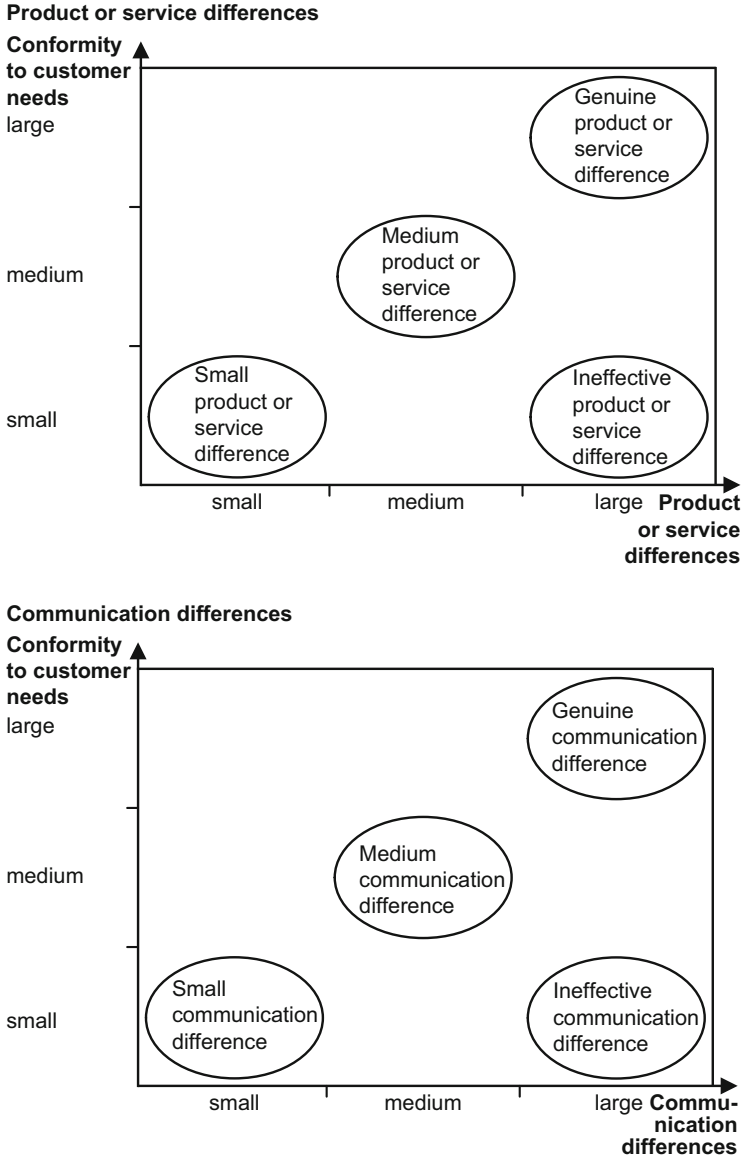 Product or service differences
Conformity
to customer
needs
large
Genuine
product or
service
difference
Medium
product or
service
difference
medium
Small
product or
service
difference
Ineffective
product or
service
difference
small
small
medium
large
Product
or service
differences
Communication differences
Conformity
to customer
needs
large
Genuine
communication
difference
Medium
communication
difference
medium
Small
communication
difference
Ineffective
communication
difference
small
small
medium
large
Commu-
nication
differences